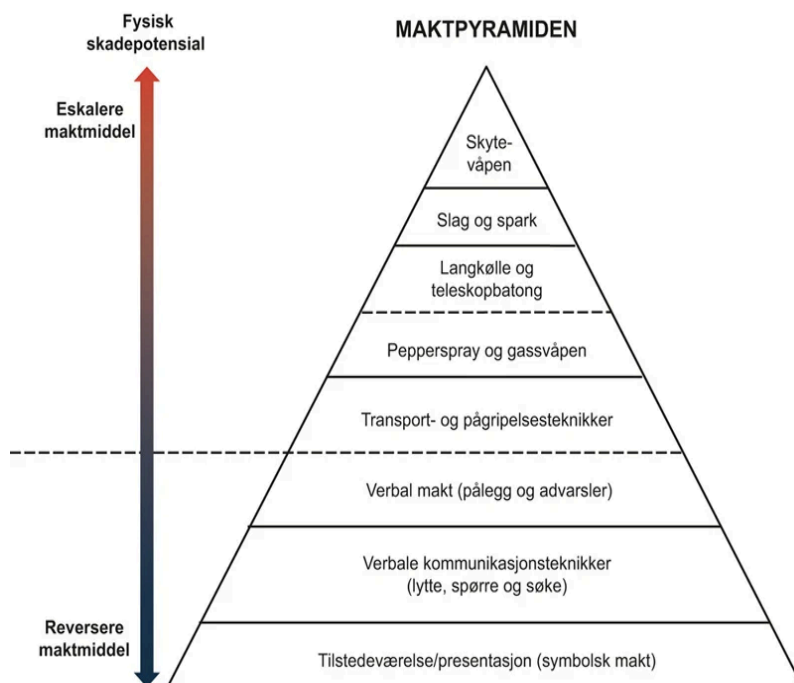 Fysisk
skadepotensial
MAKTPYRAMIDEN
Eskalere
maktmiddel
Skyte-
våpen
Slag og spark
Langkølle og
teleskopbatong
Pepperspray og gassvåpen
Transport- og pågripelsesteknikker
Verbal makt (pålegg og advarsler)
Verbale kommunikasjonsteknikker
(lytte, spørre og søke)
Reversere
maktmiddel
Tilstedeværelse/presentasjon (symbolsk makt)